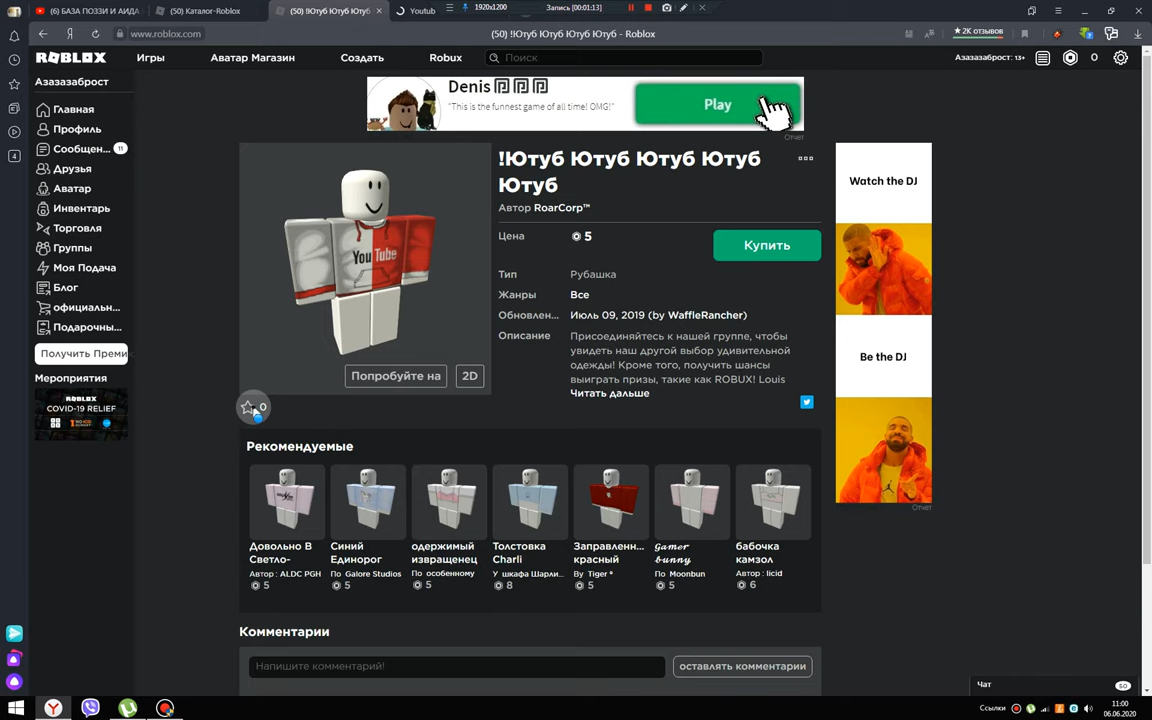 (6) БАЗА ПОЗЗИ И АИДА
(50) Каталог-Roblox
(50) !Ютуб Ютуб Ютуб Ю
Youtub
1920x1200
Запись [00:01:13]
www.roblox.com
(50) !Ютуб Ютуб Ютуб Ютуб - Roblox
★ 2K отзывов
ROBLOX
Игры
Аватар Магазин
Создать
Robux
Поиск
Азазазаброст: 13+
0
4
Азазазаброст
Главная
Профиль
Сообщен... 11
Друзья
Аватар
Инвентарь
Торговля
Группы
Моя Подача
Блог
официальн...
Подарочны...
Получить Преми
Мероприятия
ROBLOX
COVID-19 RELIEF
Denis
"This is the funnest game of all time! OMG!"
Play
Отчет
You Tube
Попробуйте на
2D
0
!Ютуб Ютуб Ютуб Ютуб
Ютуб
Автор RoarCorp™
Цена
5
Купить
Тип
Рубашка
Жанры
Все
Обновлен...
Июль 09, 2019 (by WaffleRancher)
Описание
Присоединяйтесь к нашей группе, чтобы
увидеть наш другой выбор удивительной
одежды! Кроме того, получить шансы
выиграть призы, такие как ROBUX! Louis
Читать дальше
Watch the DJ
Be the DJ
Отчет
Рекомендуемые
Довольно В
Светло-
Автор : ALDC PGH
5
Синий
Единорог
По Galore Studios
5
одержимый
извращенец
По особенному
5
Толстовка
Charli
У шкафа Шарли...
8
Заправленн...
красный
By Tiger °
5
𝓖𝓪𝓶𝓮𝓻
𝓫𝓾𝓷𝓷𝔂
По Moonbun
5
бабочка
камзол
Автор : licid
6
Комментарии
Напишите комментарий!
оставлять комментарии
Чат
50
Ссылки
11:00
06.06.2020